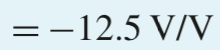 = −12.5 V/V